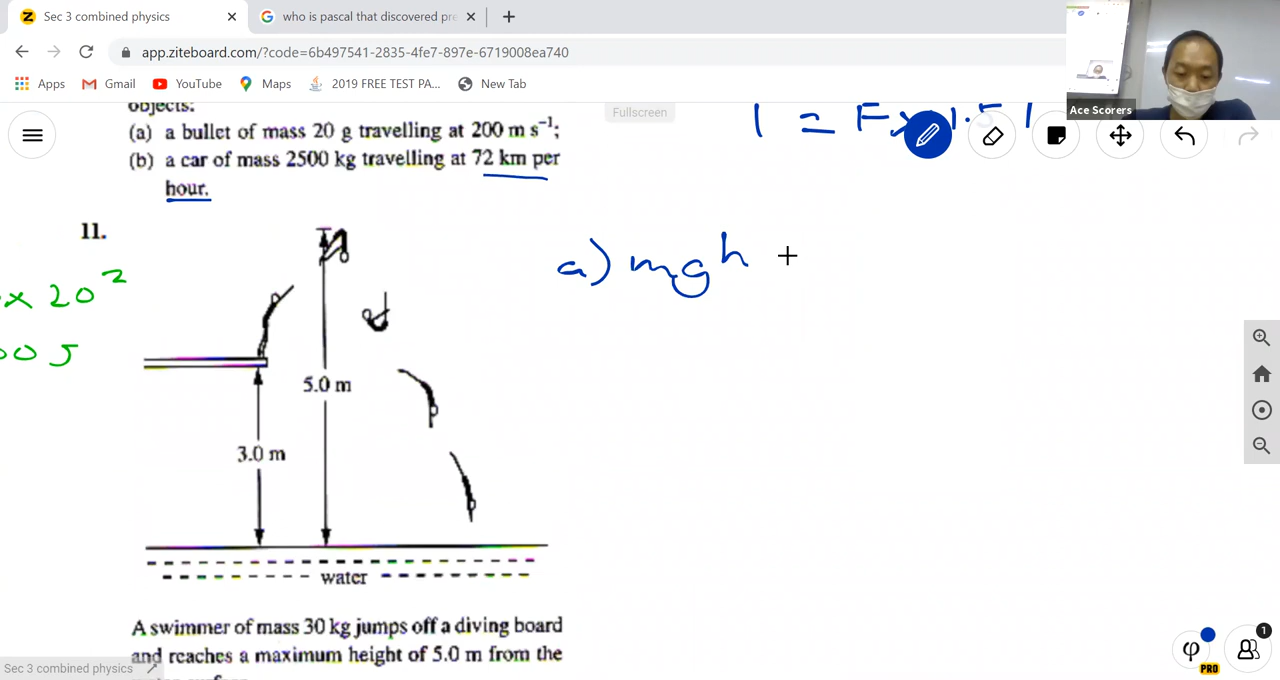 Sec 3 combined physics
who is pascal that discovered pre
app.ziteboard.com/?code=6b497541-2835-4fe7-897e-6719008ea740
Apps
Gmail
YouTube
Maps
2019 FREE TEST PA...
New Tab
Ace Scorers
Fullscreen
objects:
(a) a bullet of mass 20 g travelling at 200 m s⁻¹;
(b) a car of mass 2500 kg travelling at 72 km per
hour.
11.
x 20²
00 J
a) mgh
5.0 m
3.0 m
water
A swimmer of mass 30 kg jumps off a diving board
and reaches a maximum height of 5.0 m from the
Sec 3 combined physics
PRO
1